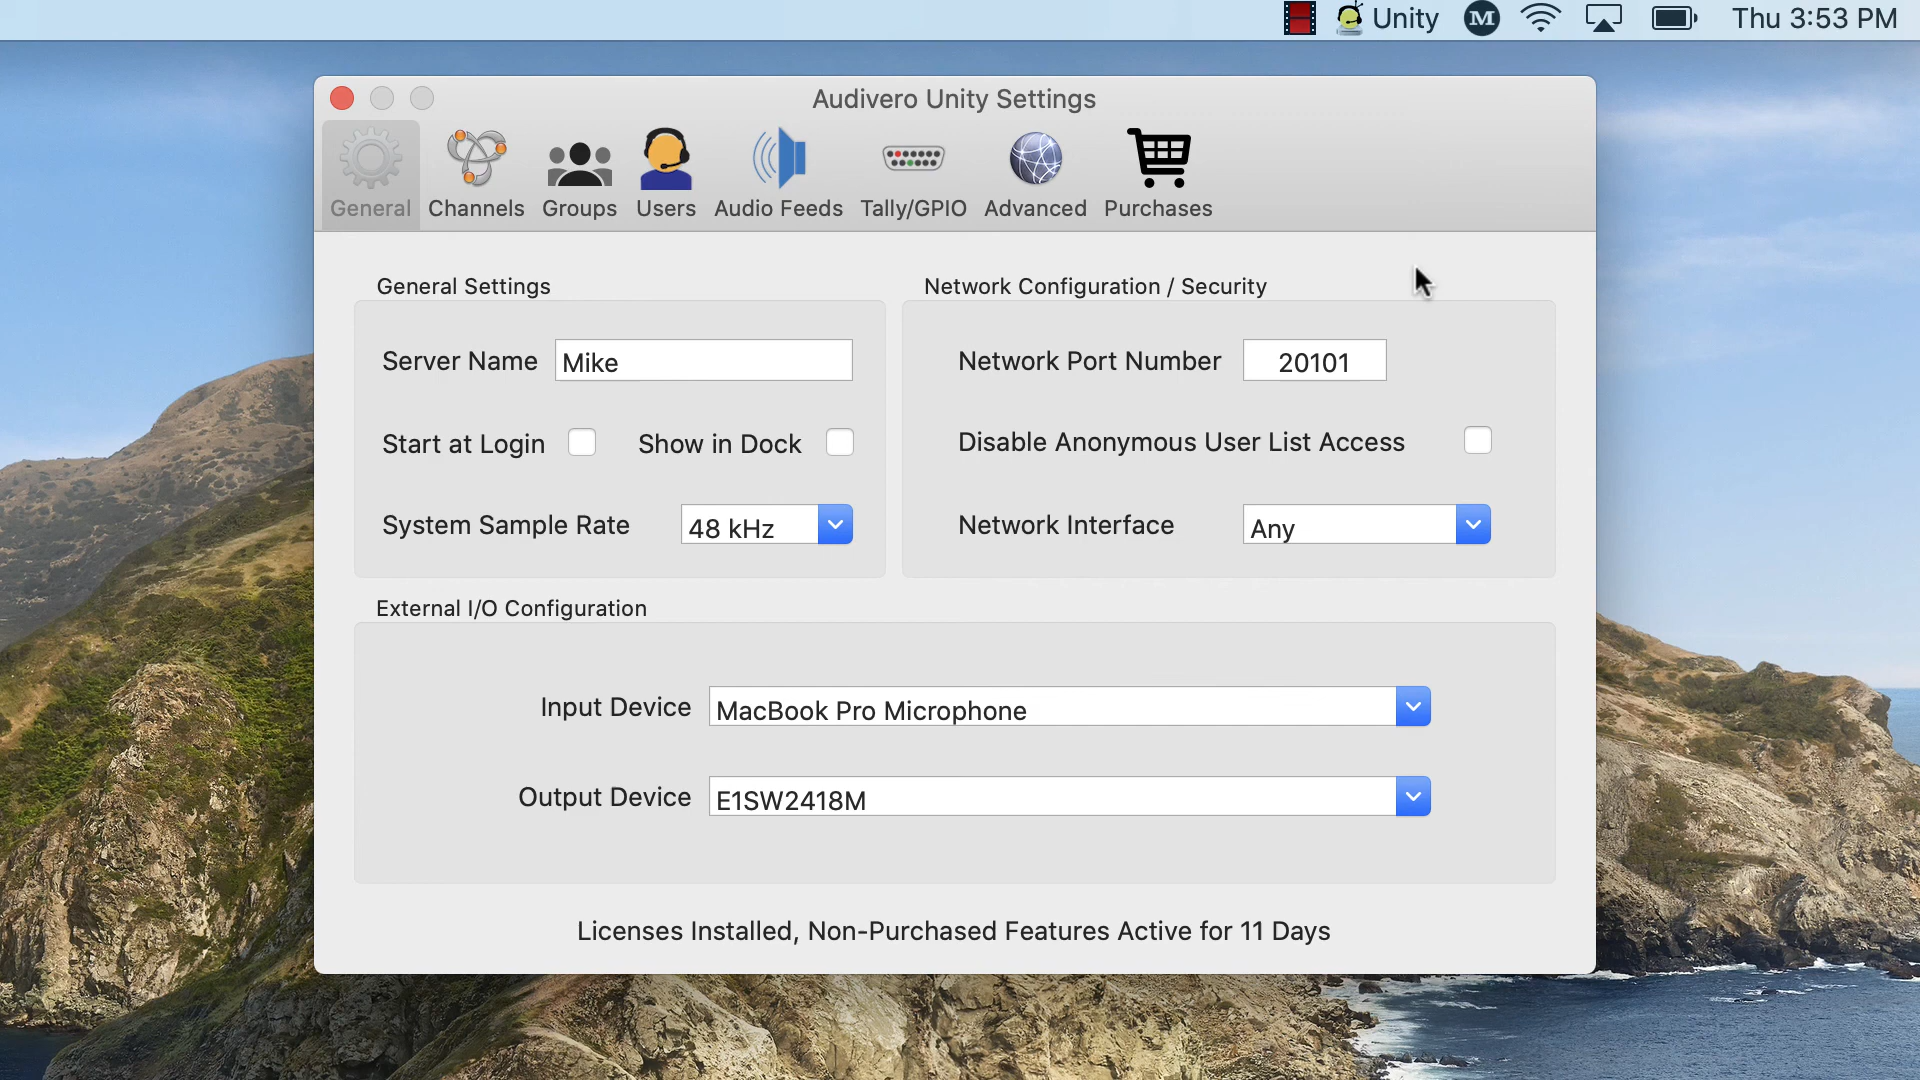 Unity M Thu 3:53 PM
Audivero Unity Settings
General Channels Groups Users Audio Feeds Tally/GPIO Advanced Purchases
General Settings
Network Configuration / Security
Server Name Mike
Network Port Number 20101
Start at Login Show in Dock
Disable Anonymous User List Access
System Sample Rate 48 kHz
Network Interface Any
External I/O Configuration
Input Device MacBook Pro Microphone
Output Device E1SW2418M
Licenses Installed, Non-Purchased Features Active for 11 Days